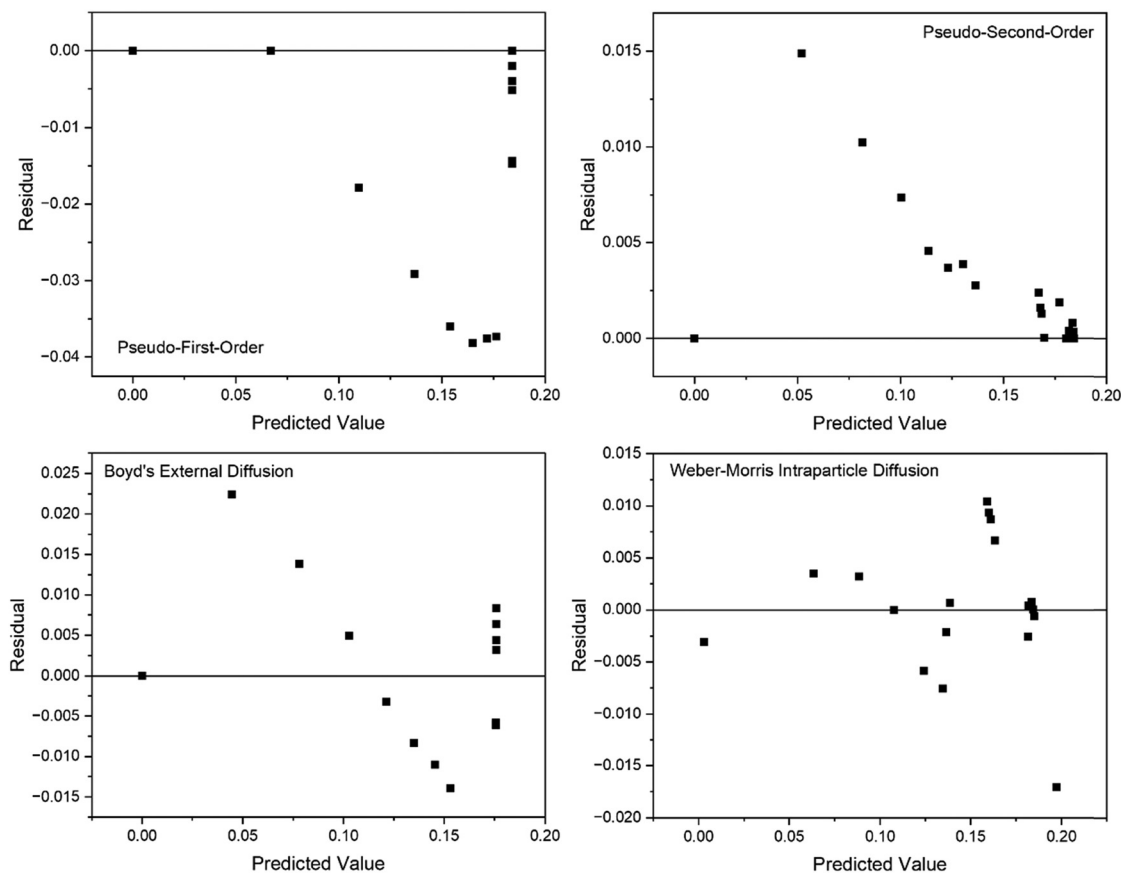 0.00
−0.01
−0.02
−0.03
−0.04
Residual
Pseudo-First-Order
0.00 0.05 0.10 0.15 0.20
Predicted Value
0.015
0.010
0.005
0.000
Residual
Pseudo-Second-Order
0.00 0.05 0.10 0.15 0.20
Predicted Value
0.025
0.020
0.015
0.010
0.005
0.000
−0.005
−0.010
−0.015
Residual
Boyd's External Diffusion
0.00 0.05 0.10 0.15 0.20
Predicted Value
0.015
0.010
0.005
0.000
−0.005
−0.010
−0.015
−0.020
Residual
Weber-Morris Intraparticle Diffusion
0.00 0.05 0.10 0.15 0.20
Predicted Value